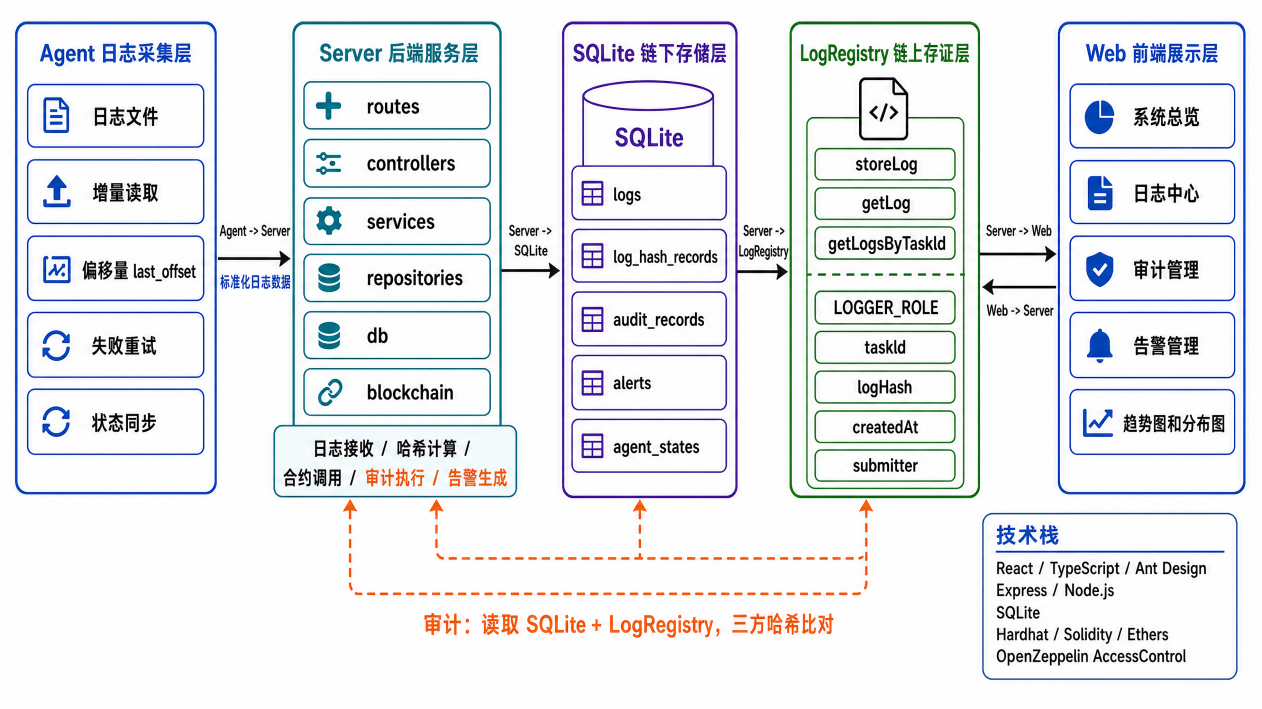 Agent 日志采集层
日志文件
增量读取
偏移量 last_offset
失败重试
状态同步
Agent -> Server
标准化日志数据
Server 后端服务层
routes
controllers
services
repositories
db
blockchain
日志接收 / 哈希计算 /
合约调用 / 审计执行 / 告警生成
Server ->
SQLite
SQLite 链下存储层
SQLite
logs
log_hash_records
audit_records
alerts
agent_states
Server ->
LogRegistry
LogRegistry 链上存证层
</>
storeLog
getLog
getLogsByTaskId
LOGGER_ROLE
taskId
logHash
createdAt
submitter
Server -> Web
Web -> Server
Web 前端展示层
系统总览
日志中心
审计管理
告警管理
趋势图和分布图
审计：读取 SQLite + LogRegistry，三方哈希比对
技术栈
React / TypeScript / Ant Design
Express / Node.js
SQLite
Hardhat / Solidity / Ethers
OpenZeppelin AccessControl